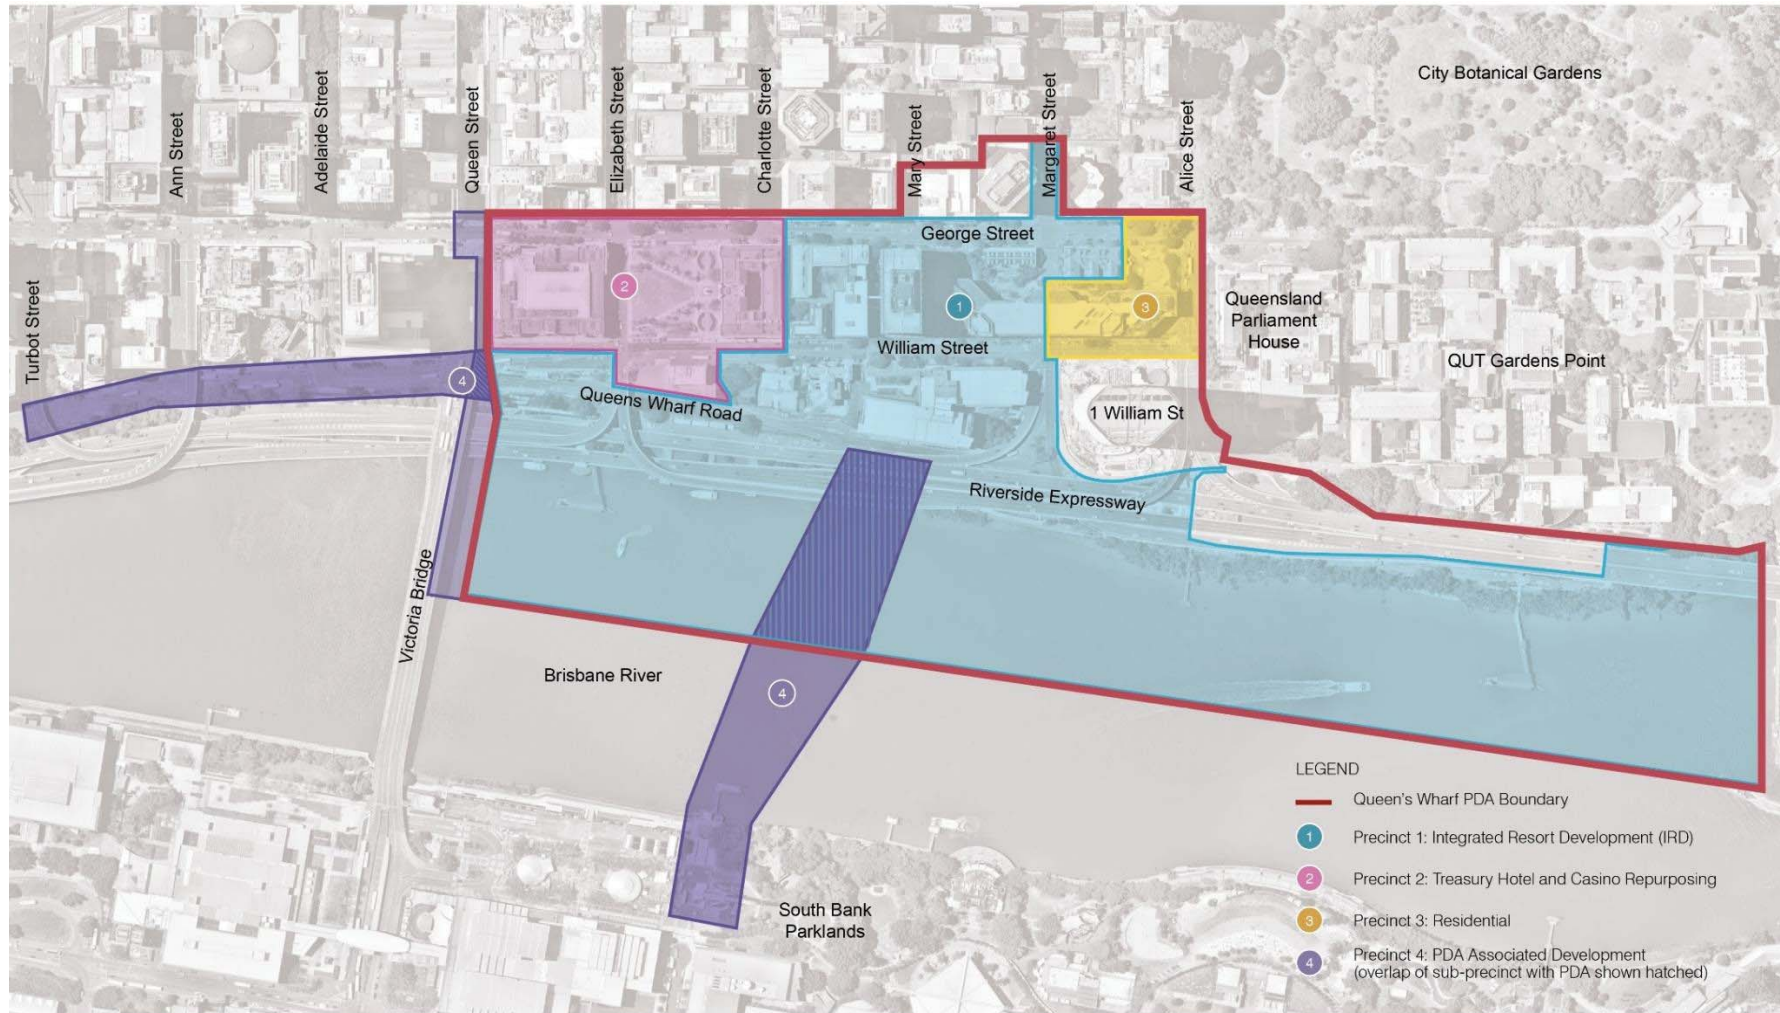 City Botanical Gardens
Ann Street
Adelaide Street
Queen Street
Elizabeth Street
Charlotte Street
Mary Street
Margaret Street
Alice Street
George Street
2
1
3
Queensland
Parliament
House
Turbot Street
William Street
QUT Gardens Point
4
Queens Wharf Road
1 William St
Riverside Expressway
Victoria Bridge
Brisbane River
4
South Bank
Parklands
LEGEND
Queen's Wharf PDA Boundary
1 Precinct 1: Integrated Resort Development (IRD)
2 Precinct 2: Treasury Hotel and Casino Repurposing
3 Precinct 3: Residential
4 Precinct 4: PDA Associated Development
(overlap of sub-precinct with PDA shown hatched)